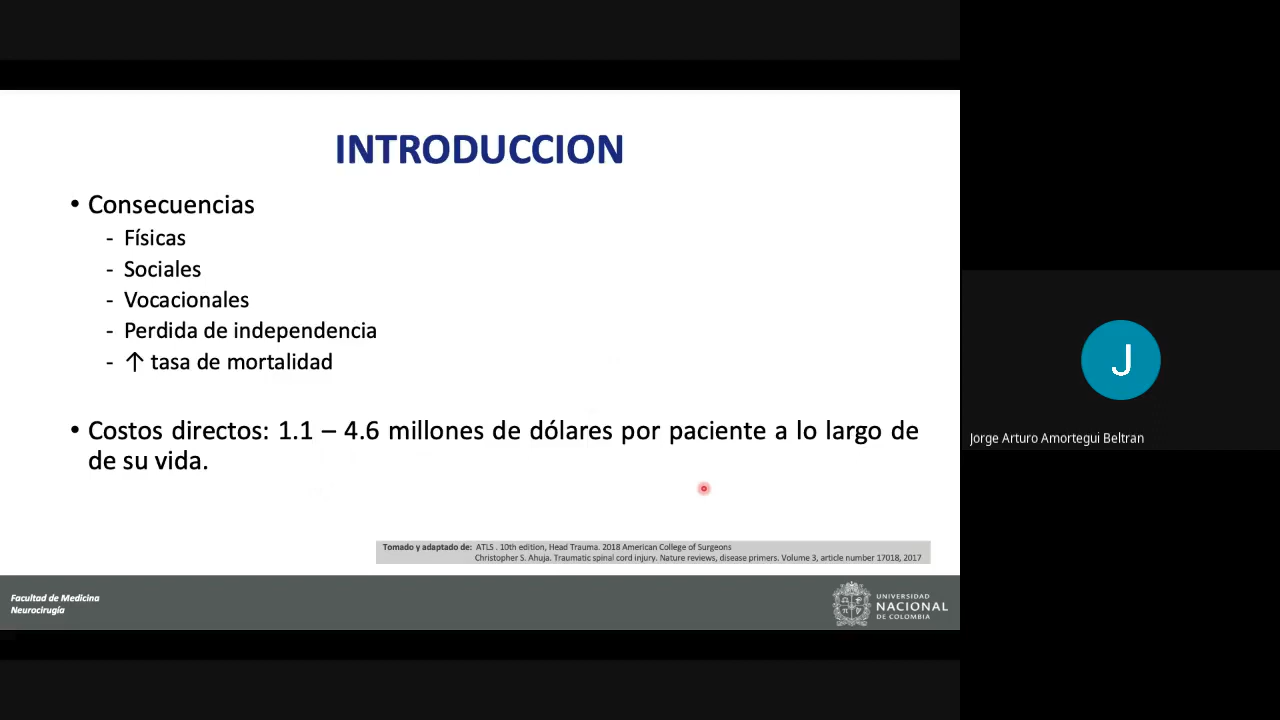 INTRODUCCION
• Consecuencias
- Físicas
- Sociales
- Vocacionales
- Perdida de independencia
- ↑ tasa de mortalidad
• Costos directos: 1.1 – 4.6 millones de dólares por paciente a lo largo de
de su vida.
Tomado y adaptado de: ATLS . 10th edition, Head Trauma. 2018 American College of Surgeons
Christopher S. Ahuja. Traumatic spinal cord injury. Nature reviews, disease primers. Volume 3, article number 17018, 2017
Facultad de Medicina
Neurocirugía
UNIVERSIDAD
NACIONAL
DE COLOMBIA
J
Jorge Arturo Amortegui Beltran